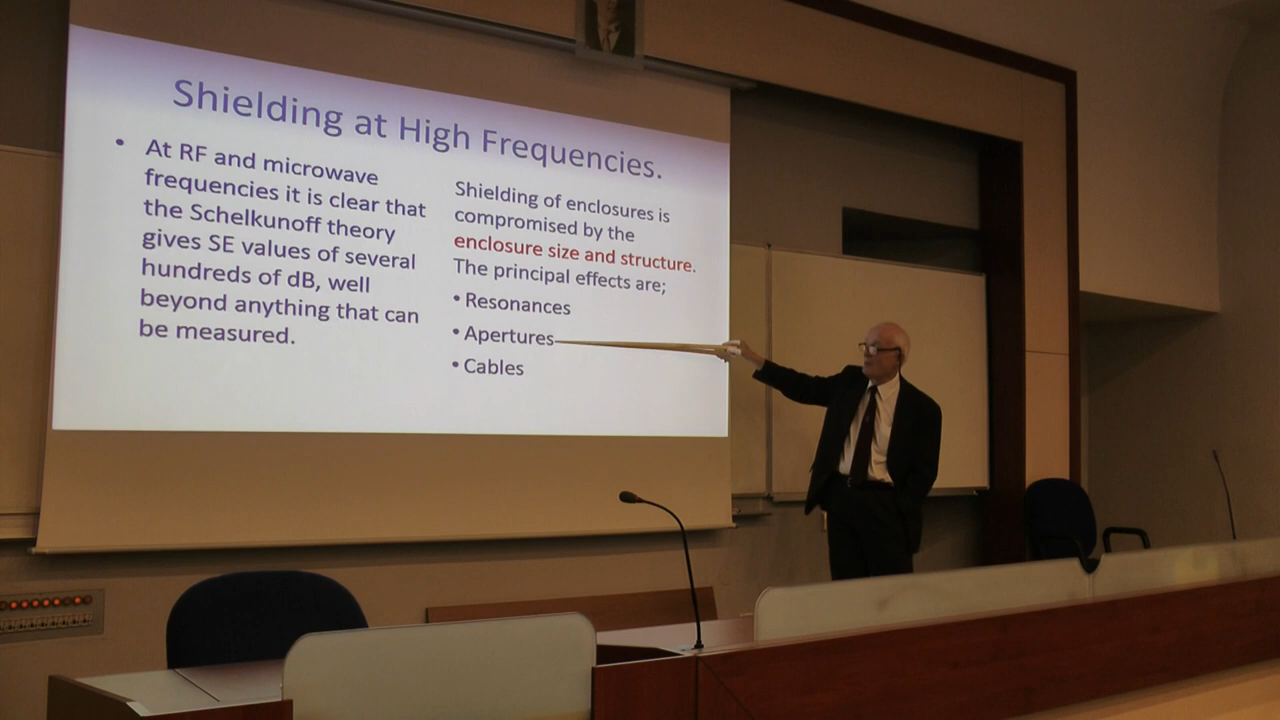 Shielding at High Frequencies.
• At RF and microwave
frequencies it is clear that
the Schelkunoff theory
gives SE values of several
hundreds of dB, well
beyond anything that can
be measured.
Shielding of enclosures is
compromised by the
enclosure size and structure.
The principal effects are;
• Resonances
• Apertures
• Cables